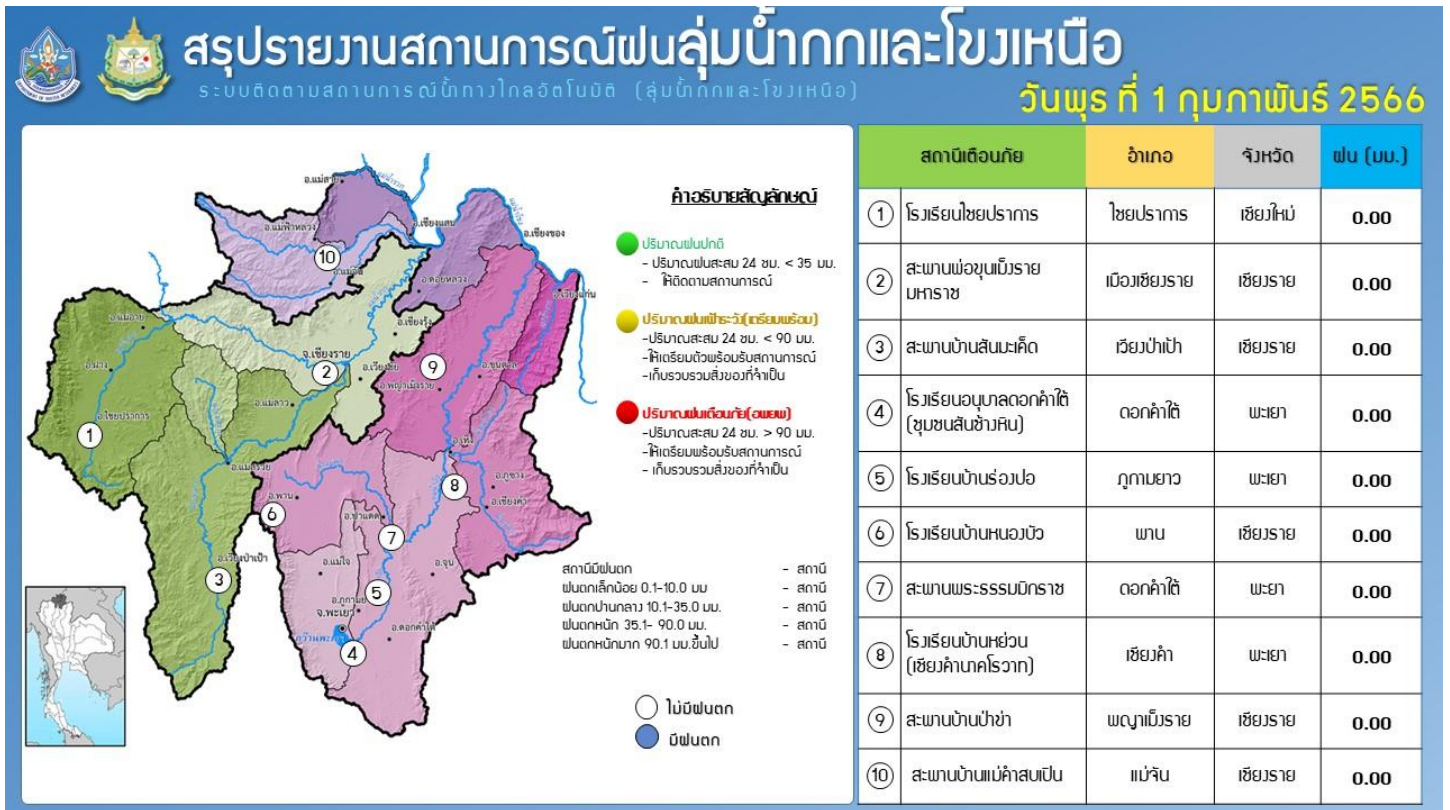 สรุปรายงานสถานการณ์ฝนลุ่มน้ำกกและโขงเหนือ
ระบบติดตามสถานการณ์น้ำทางไกลอัตโนมัติ (ลุ่มน้ำกกและโขงเหนือ)
วันพุธ ที่ 1 กุมภาพันธ์ 2566
อ.แม่สาย
อ.แม่ฟ้าหลวง
อ.เชียงแสน
อ.เชียงของ
10
อ.ดอยหลวง
อ.เวียงแก่น
อ.แม่อาย
อ.เชียงรุ้ง
จ.เชียงราย
2
9
อ.ฝาง
อ.เวียงชัย
อ.พญาเม็งราย
อ.ขุนตาล
อ.ไชยปราการ
อ.แม่ลาว
1
อ.เทิง
อ.แม่สรวย
8
อ.ภูซาง
อ.เชียงคำ
อ.พาน
6
อ.ป่าแดด
7
อ.เวียงป่าเป้า
3
อ.แม่ใจ
อ.จุน
5
จ.พะเยา
กว๊านพะเยา
4
อ.ดอกคำใต้
คำอธิบายสัญลักษณ์
ปริมาณฝนปกติ
- ปริมาณฝนสะสม 24 ชม. < 35 มม.
- ให้ติดตามสถานการณ์
ปริมาณฝนเฝ้าระวัง(เตรียมพร้อม)
-ปริมาณสะสม 24 ชม. < 90 มม.
-ให้เตรียมตัวพร้อมรับสถานการณ์
-เก็บรวบรวมสิ่งของที่จำเป็น
ปริมาณฝนเตือนภัย(อพยพ)
-ปริมาณสะสม 24 ชม. > 90 มม.
-ให้เตรียมพร้อมรับสถานการณ์
- เก็บรวบรวมสิ่งของที่จำเป็น
สถานีมีฝนตก - สถานี
ฝนตกเล็กน้อย 0.1-10.0 มม - สถานี
ฝนตกปานกลาง 10.1-35.0 มม. - สถานี
ฝนตกหนัก 35.1- 90.0 มม. - สถานี
ฝนตกหนักมาก 90.1 มม.ขึ้นไป - สถานี
ไม่มีฝนตก
มีฝนตก
สถานีเตือนภัย อำเภอ จังหวัด ฝน (มม.)
1 โรงเรียนไชยปราการ ไชยปราการ เชียงใหม่ 0.00
2 สะพานพ่อขุนเม็งราย
มหาราช เมืองเชียงราย เชียงราย 0.00
3 สะพานบ้านสันมะเค็ด เวียงป่าเป้า เชียงราย 0.00
4 โรงเรียนอนุบาลดอกคำใต้
(ชุมชนสันช้างหิน) ดอกคำใต้ พะเยา 0.00
5 โรงเรียนบ้านร่องปอ ภูกามยาว พะเยา 0.00
6 โรงเรียนบ้านหนองบัว พาน เชียงราย 0.00
7 สะพานพระธรรมมิกราช ดอกคำใต้ พะเยา 0.00
8 โรงเรียนบ้านหย่วน
(เชียงคำนาคโรวาท) เชียงคำ พะเยา 0.00
9 สะพานบ้านป่าข่า พญาเม็งราย เชียงราย 0.00
10 สะพานบ้านแม่คำสบเปิน แม่จัน เชียงราย 0.00